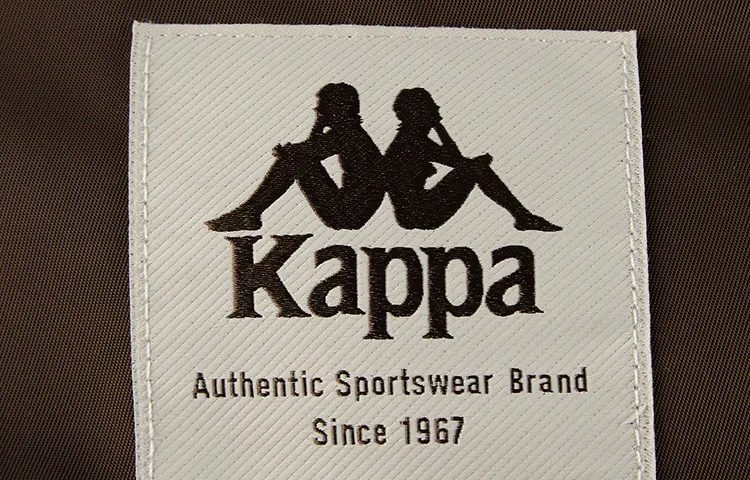 Kappa
Authentic Sportswear Brand
Since 1967